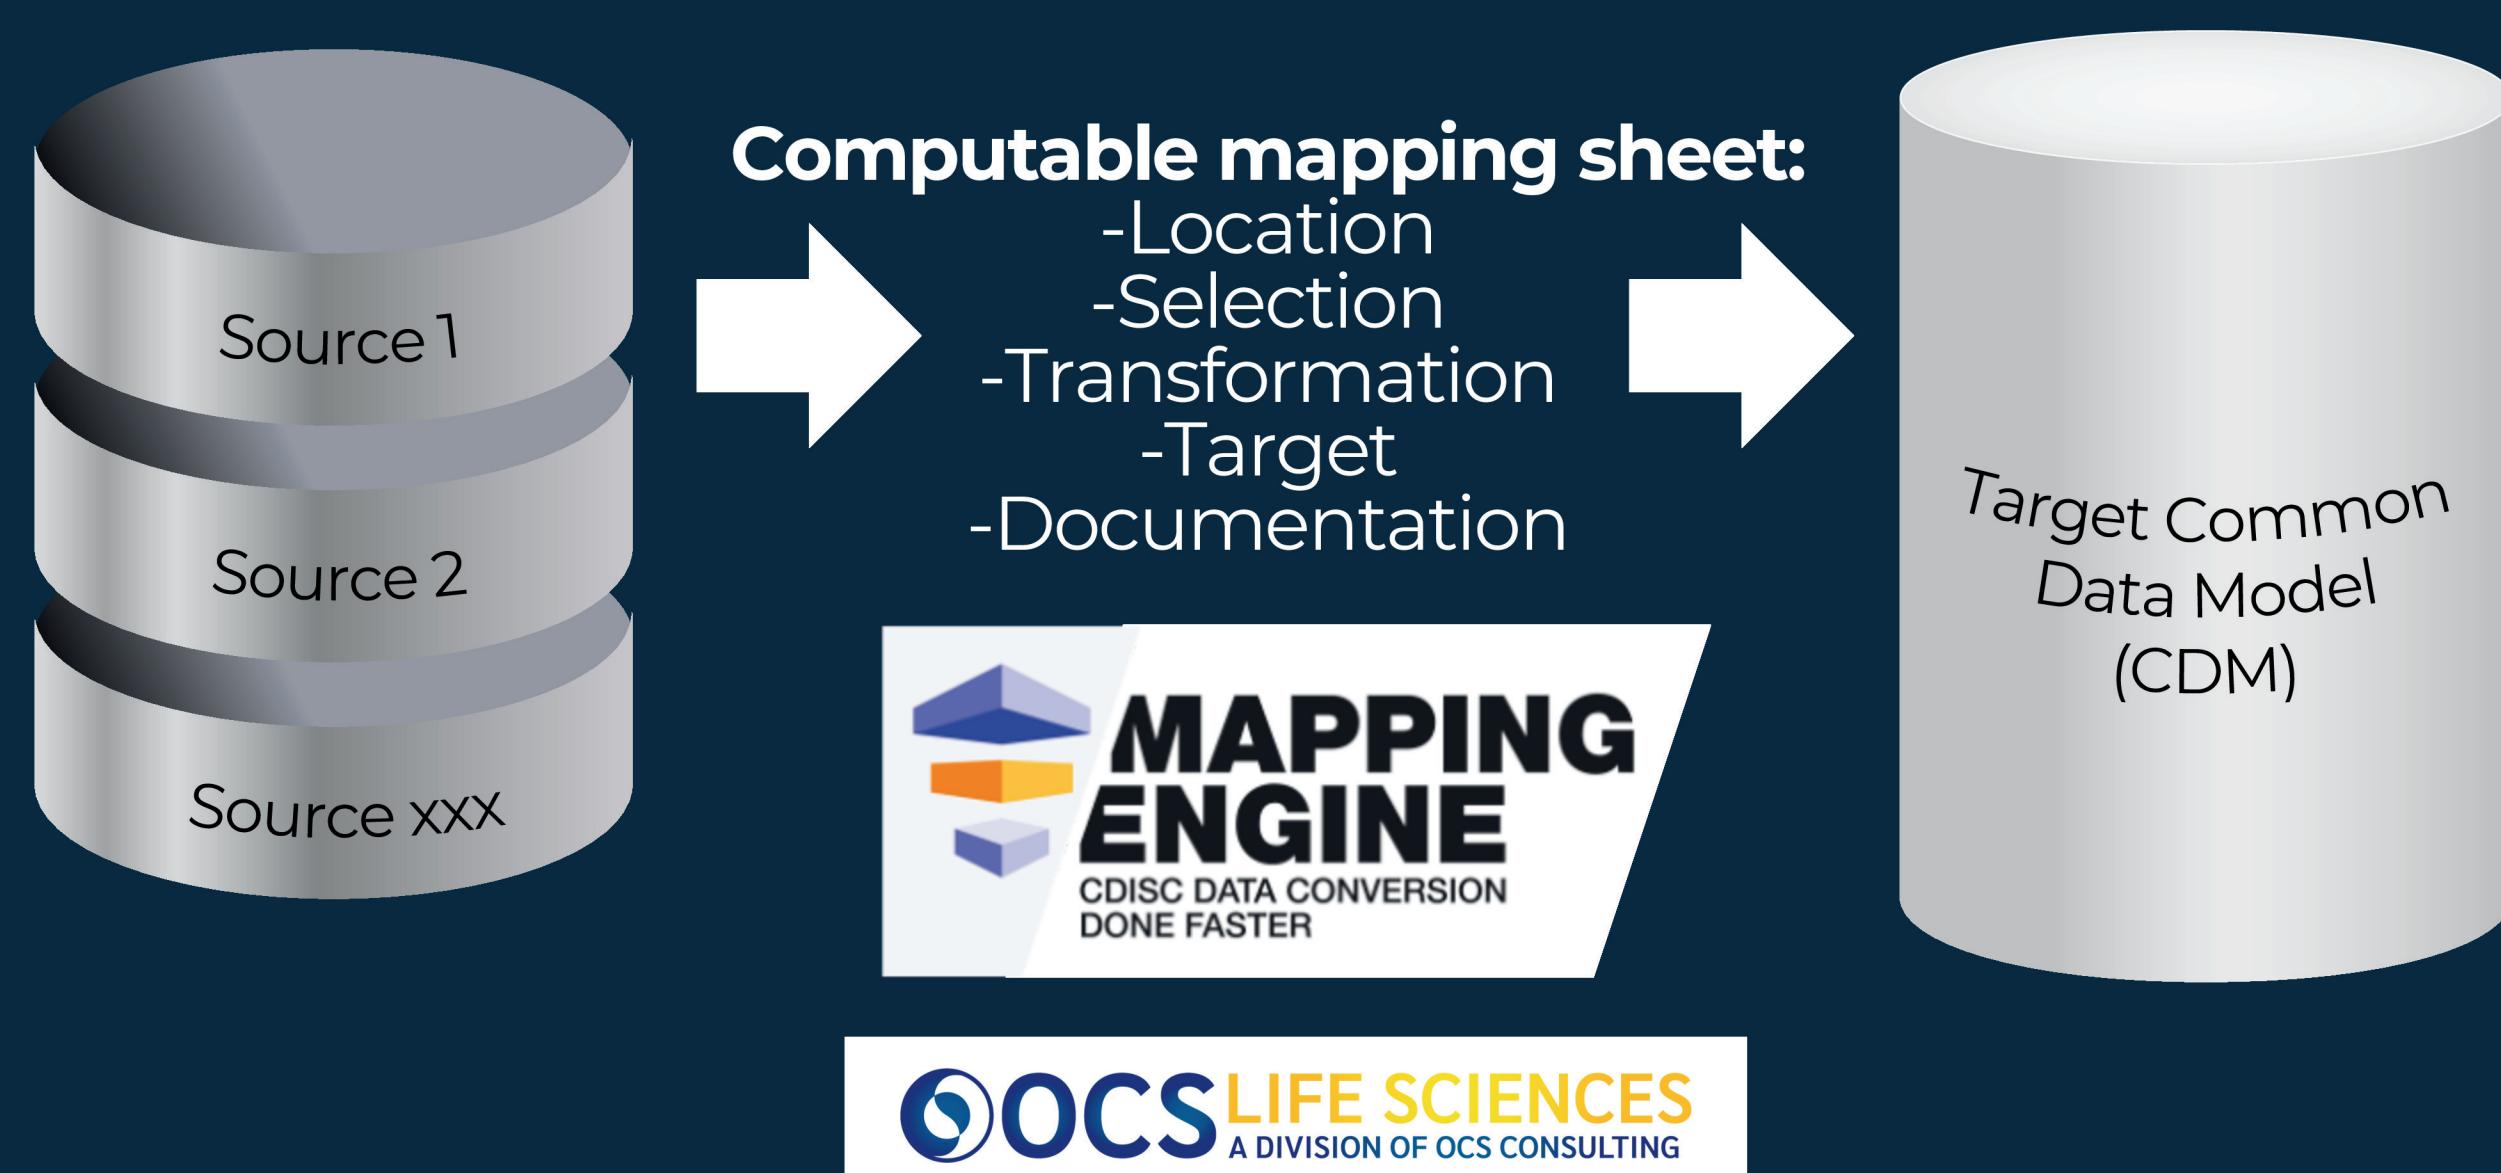 Source 1
Source 2
Source xxx
Computable mapping sheet:
-Location
-Selection
-Transformation
-Target
-Documentation
MAPPING
ENGINE
CDISC DATA CONVERSION
DONE FASTER
Target Common
Data Model
(CDM)
OCS LIFE SCIENCES
A DIVISION OF OCS CONSULTING